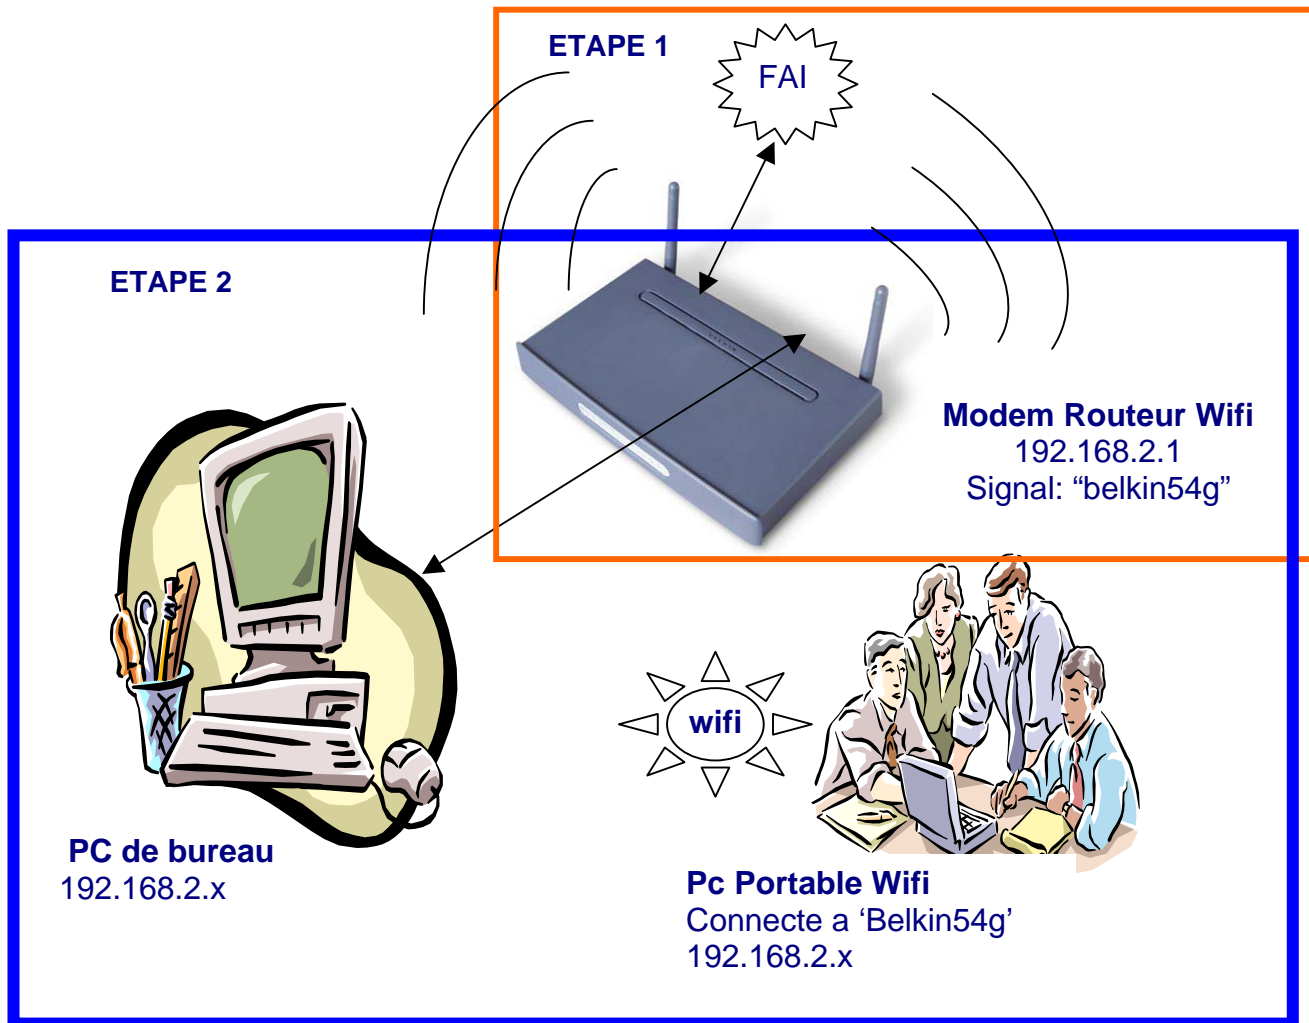 ETAPE 1
FAI
ETAPE 2
BELKIN
Modem Routeur Wifi
192.168.2.1
Signal: “belkin54g”
wifi
PC de bureau
192.168.2.x
Pc Portable Wifi
Connecte a ‘Belkin54g’
192.168.2.x